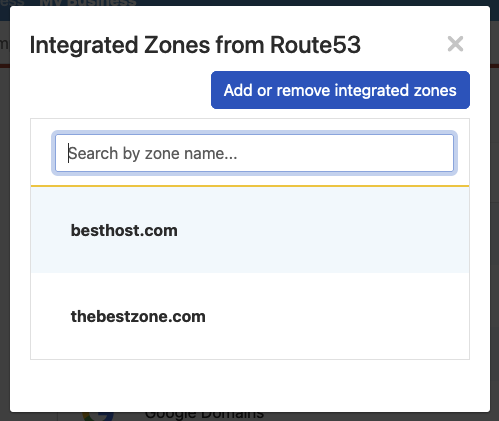 My Business
Integrated Zones from Route53
Add or remove integrated zones
Search by zone name...
besthost.com
thebestzone.com
Google Domains